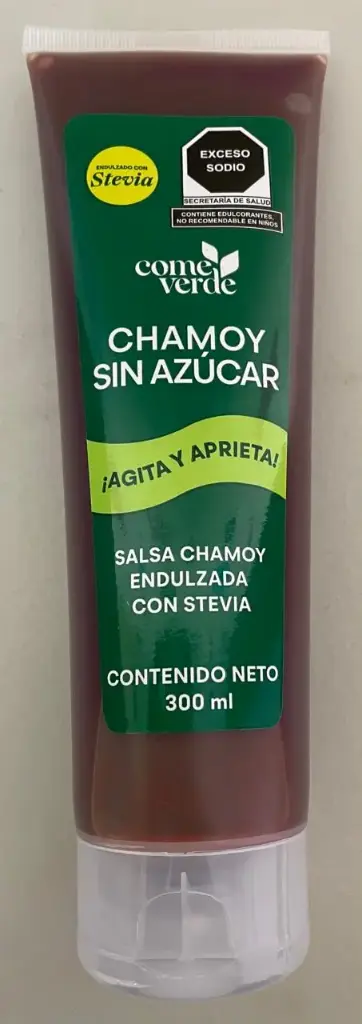 ENDULZADO CON
Stevia
EXCESO
SODIO
SECRETARÍA DE SALUD
CONTIENE EDULCORANTES,
NO RECOMENDABLE EN NIÑOS
come
verde
CHAMOY
SIN AZÚCAR
¡AGITA Y APRIETA!
SALSA CHAMOY
ENDULZADA
CON STEVIA
CONTENIDO NETO
300 ml